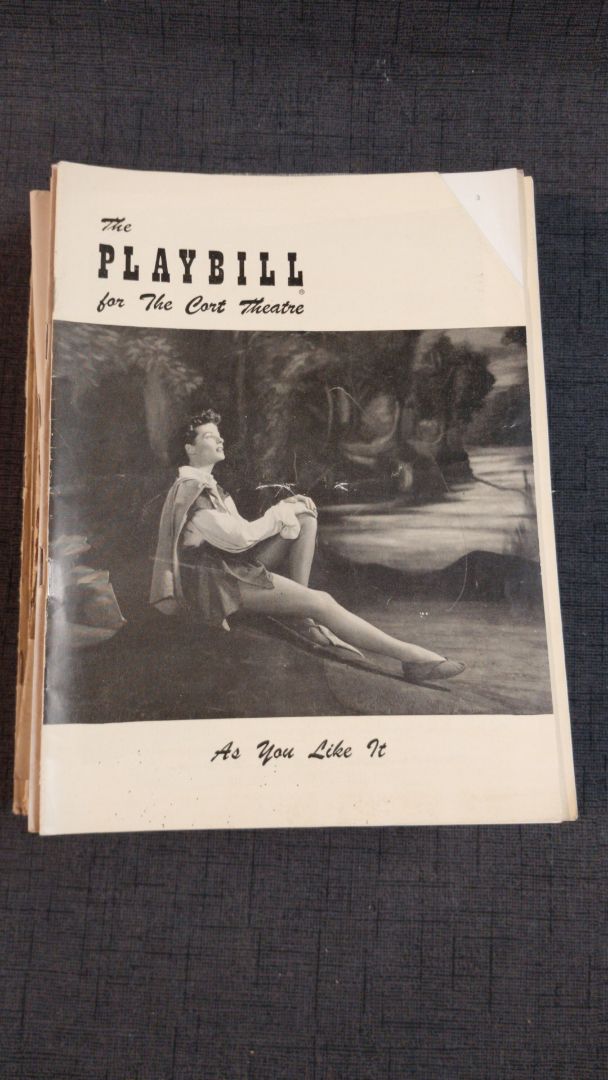 The
PLAYBILL®
for The Cort Theatre
As You Like It